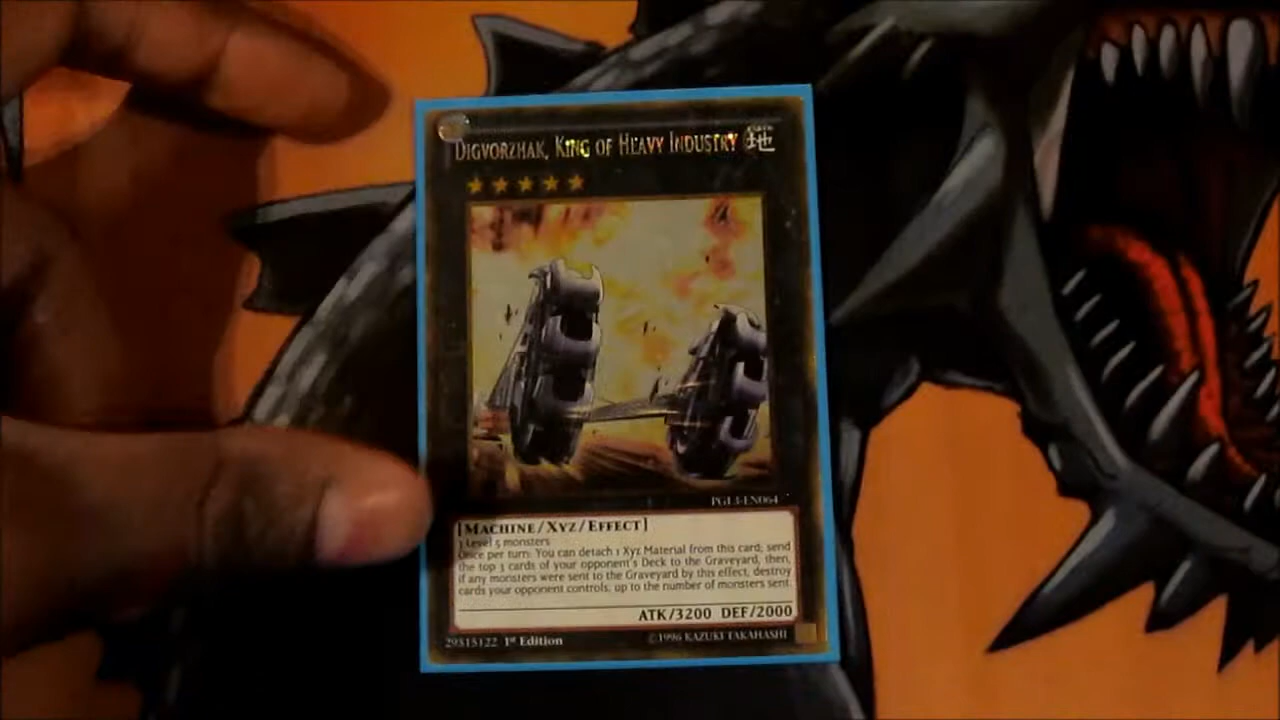 DIGVORZHAK, KING OF HEAVY INDUSTRY
EARTH
地
PGL3-EN064
[MACHINE/XYZ/EFFECT]
3 Level 5 monsters
Once per turn: You can detach 1 Xyz Material from this card; send
the top 3 cards of your opponent's Deck to the Graveyard, then,
if any monsters were sent to the Graveyard by this effect, destroy
cards your opponent controls, up to the number of monsters sent.
ATK/3200 DEF/2000
29515122 1st Edition
©1996 KAZUKI TAKAHASHI